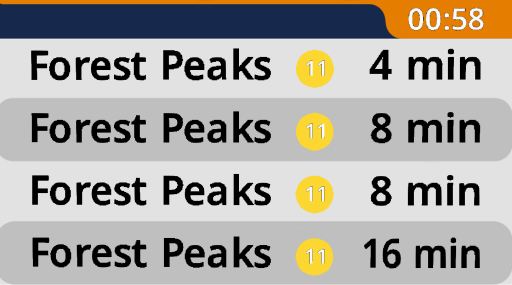 00:58
Forest Peaks 11 4 min
Forest Peaks 11 8 min
Forest Peaks 11 8 min
Forest Peaks 11 16 min